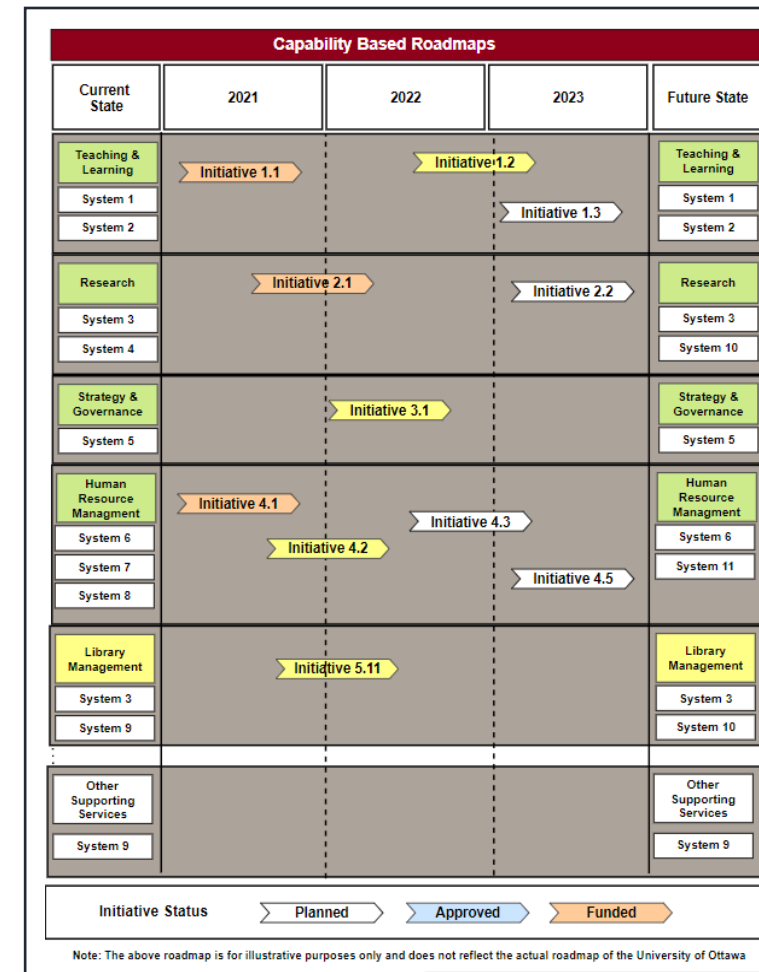 Capability Based Roadmaps
Current
State
2021
2022
2023
Future State
Teaching &
Learning
System 1
System 2
Initiative 1.1
Initiative 1.2
Initiative 1.3
Teaching &
Learning
System 1
System 2
Research
System 3
System 4
Initiative 2.1
Initiative 2.2
Research
System 3
System 10
Strategy &
Governance
System 5
Initiative 3.1
Strategy &
Governance
System 5
Human
Resource
Managment
System 6
System 7
System 8
Initiative 4.1
Initiative 4.3
Initiative 4.2
Initiative 4.5
Human
Resource
Managment
System 6
System 11
Library
Management
System 3
System 9
Initiative 5.11
Library
Management
System 3
System 10
Other
Supporting
Services
System 9
Other
Supporting
Services
System 9
Initiative Status
Planned
Approved
Funded
Note: The above roadmap is for illustrative purposes only and does not reflect the actual roadmap of the University of Ottawa